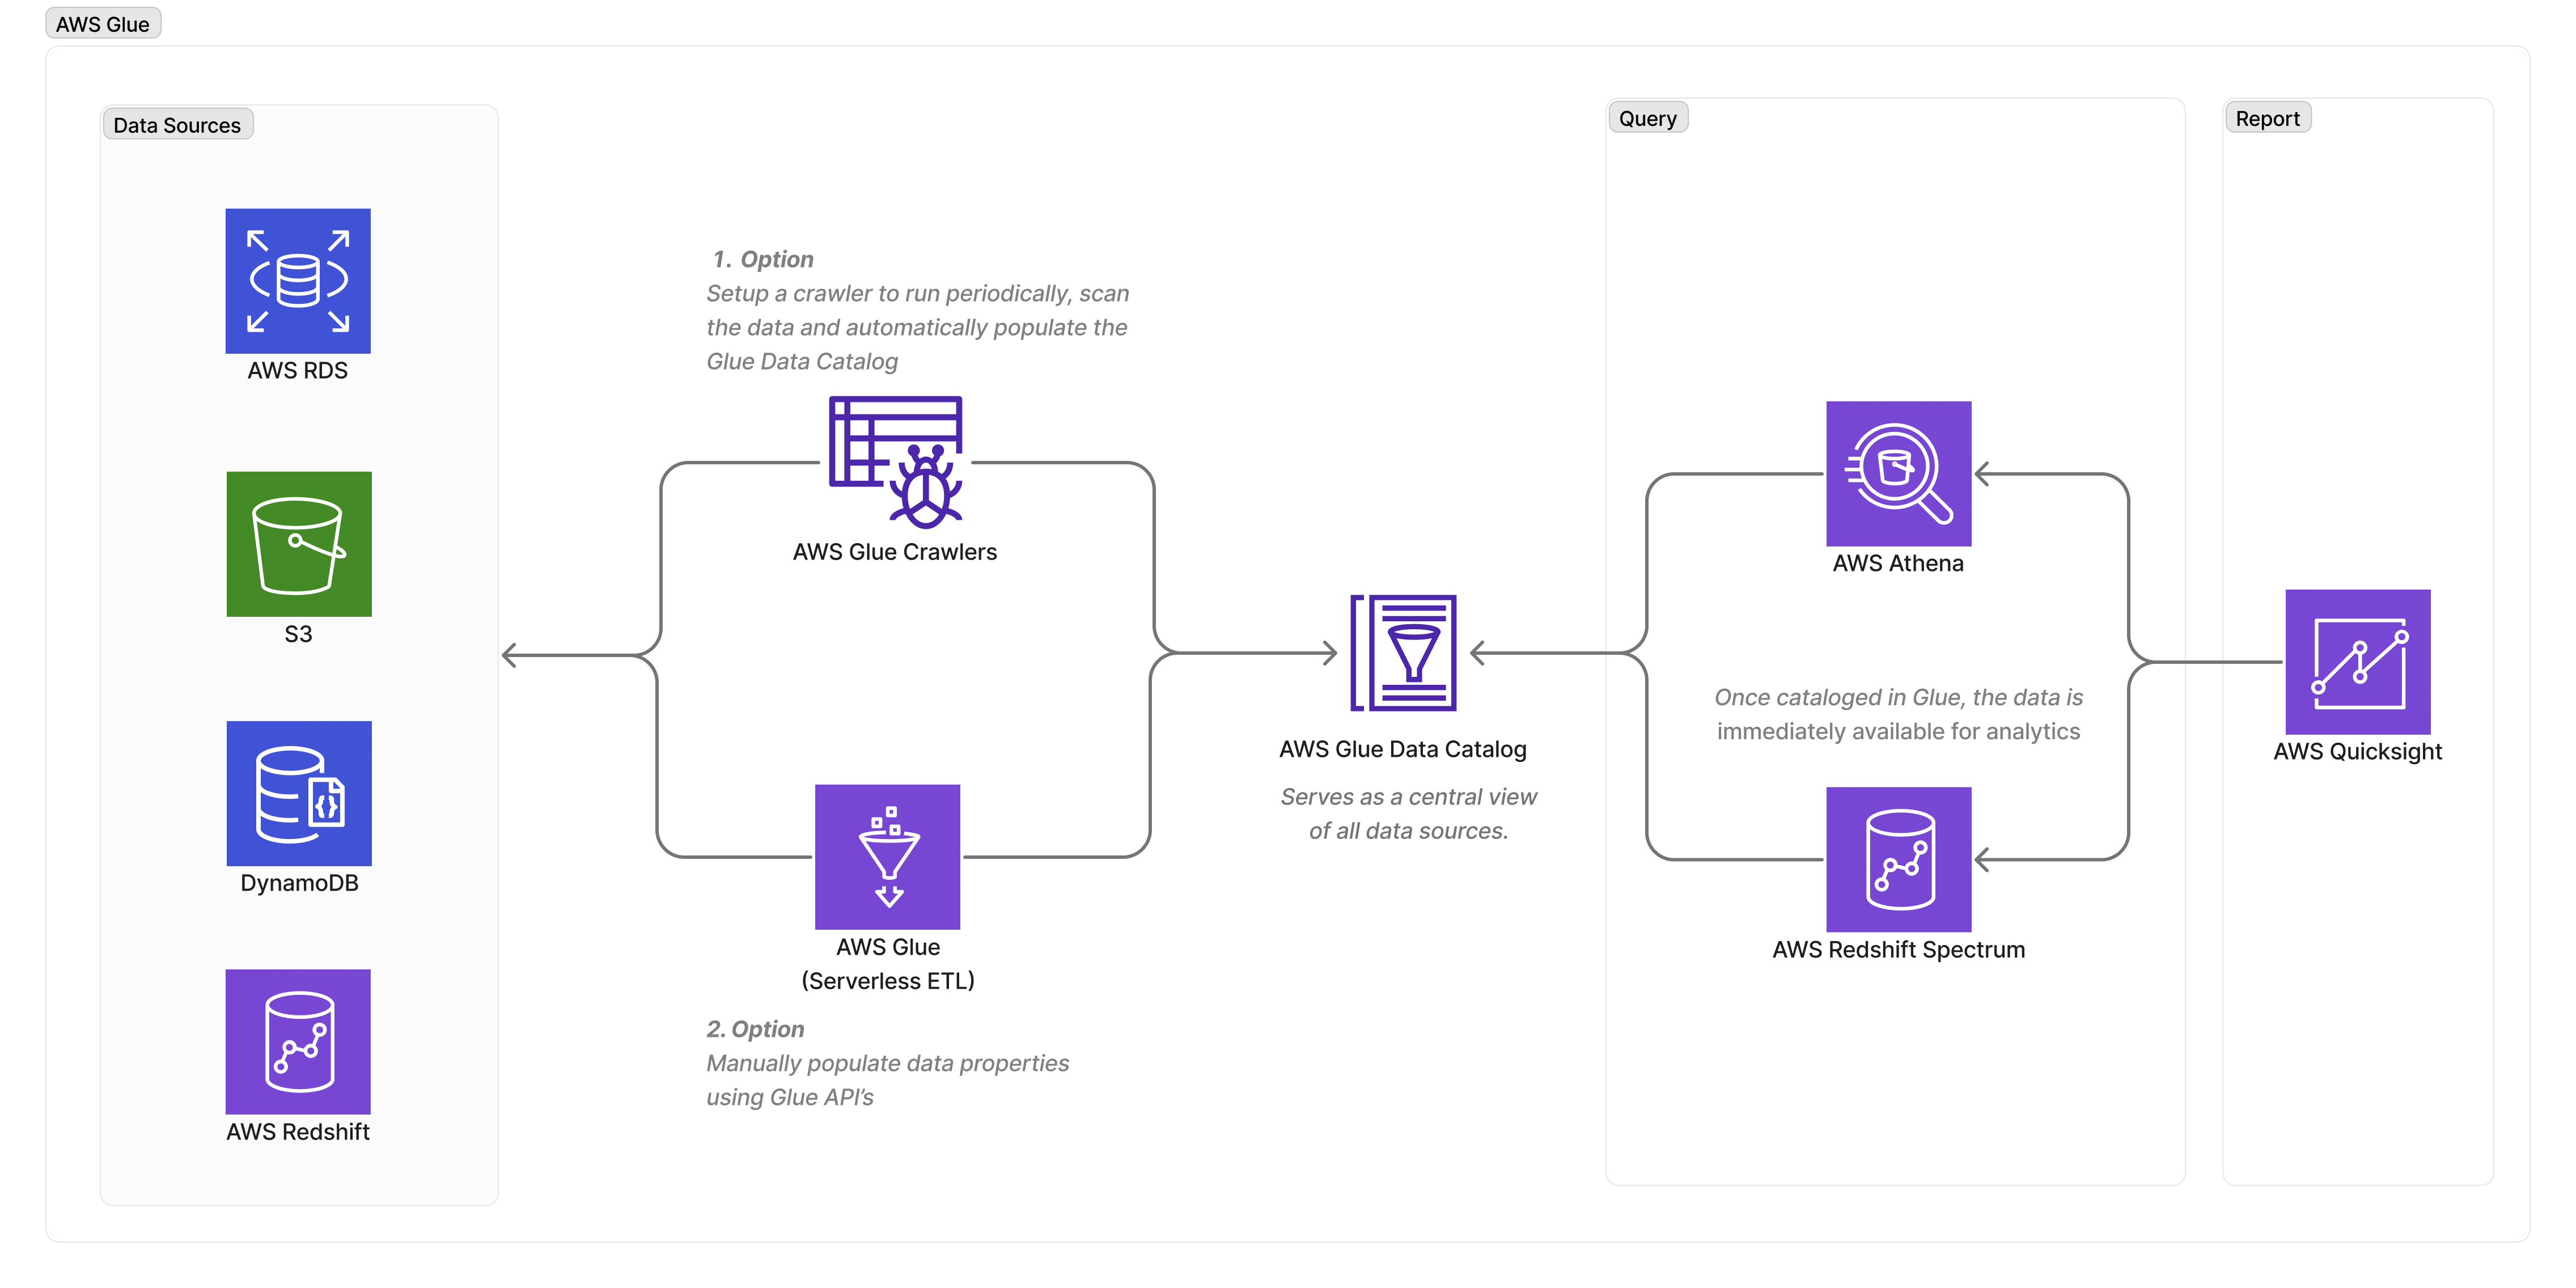 AWS Glue
Data Sources
AWS RDS
S3
DynamoDB
AWS Redshift
1. Option
Setup a crawler to run periodically, scan
the data and automatically populate the
Glue Data Catalog
AWS Glue Crawlers
AWS Glue
(Serverless ETL)
2. Option
Manually populate data properties
using Glue API’s
AWS Glue Data Catalog
Serves as a central view
of all data sources.
Query
AWS Athena
Once cataloged in Glue, the data is
immediately available for analytics
AWS Redshift Spectrum
Report
AWS Quicksight